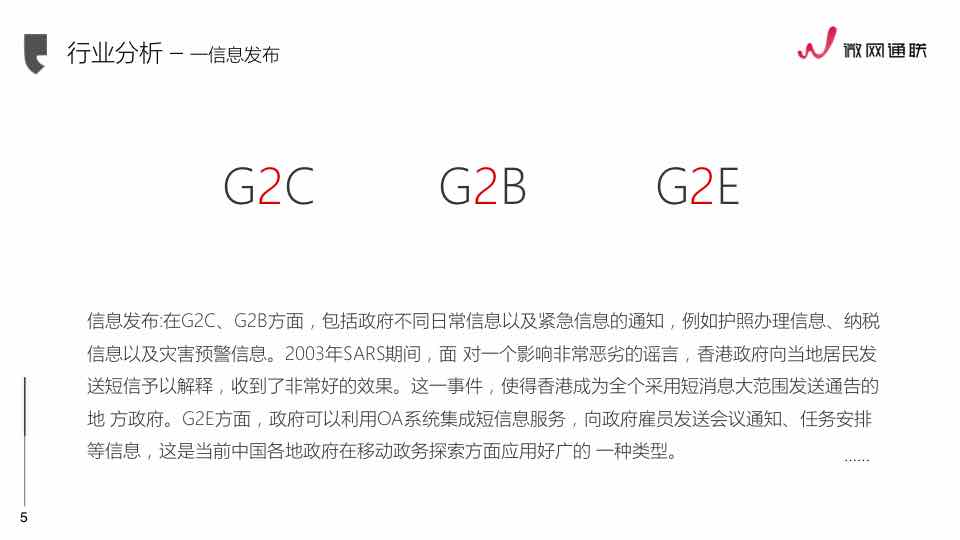 行业分析 – 一信息发布
微网通联
G2C G2B G2E
信息发布:在G2C、G2B方面，包括政府不同日常信息以及紧急信息的通知，例如护照办理信息、纳税
信息以及灾害预警信息。2003年SARS期间，面 对一个影响非常恶劣的谣言，香港政府向当地居民发
送短信予以解释，收到了非常好的效果。这一事件，使得香港成为全个采用短消息大范围发送通告的
地 方政府。G2E方面，政府可以利用OA系统集成短信息服务，向政府雇员发送会议通知、任务安排
等信息，这是当前中国各地政府在移动政务探索方面应用好广的 一种类型。
......
5